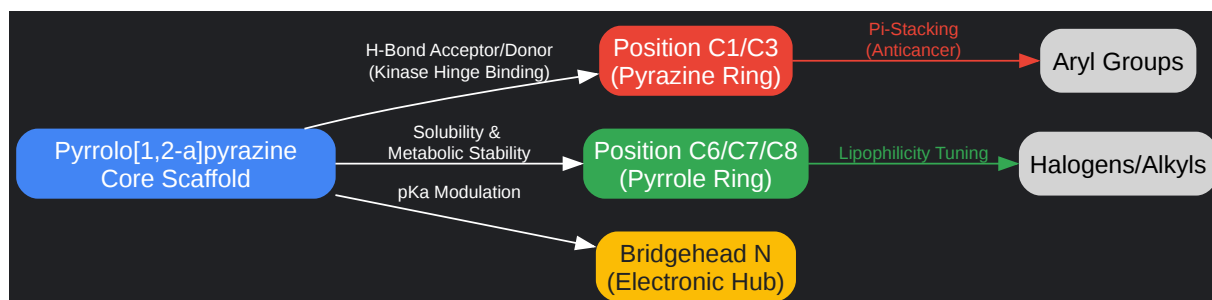 H-Bond Acceptor/Donor
(Kinase Hinge Binding)
Position C1/C3
(Pyrazine Ring)
Pi-Stacking
(Anticancer)
Aryl Groups
Pyrrolo[1,2-a]pyrazine
Core Scaffold
Solubility &
Metabolic Stability
Position C6/C7/C8
(Pyrrole Ring)
Lipophilicity Tuning
Halogens/Alkyls
pKa Modulation
Bridgehead N
(Electronic Hub)